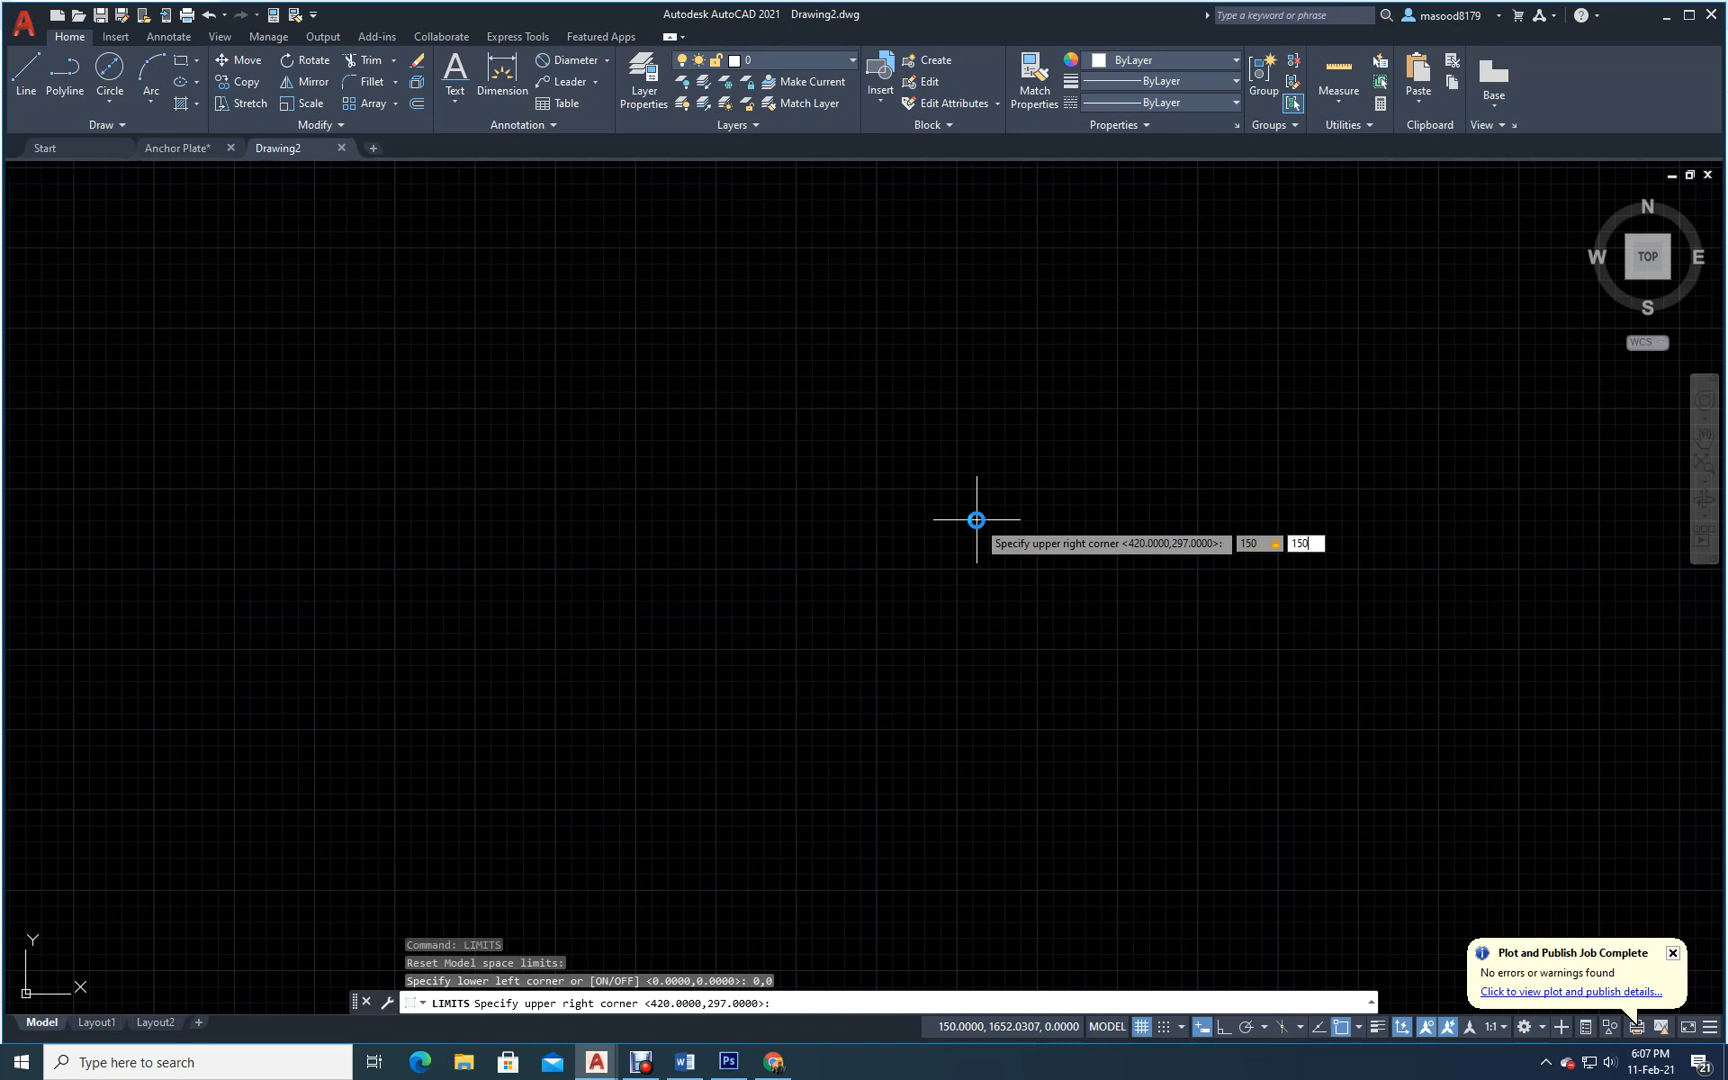 Autodesk AutoCAD 2021 Drawing2.dwg
Type a keyword or phrase
masood8179
Home Insert Annotate View Manage Output Add-ins Collaborate Express Tools Featured Apps
Line Polyline Circle Arc
Move Rotate Trim
Copy Mirror Fillet
Stretch Scale Array
Text Dimension
Diameter
Leader
Table
Layer
Properties
0
Make Current
Match Layer
Insert
Create
Edit
Edit Attributes
Match
Properties
ByLayer
ByLayer
ByLayer
Group
Measure
Paste
Base
Draw Modify Annotation Layers Block Properties Groups Utilities Clipboard View
Start Anchor Plate* Drawing2
N
W TOP E
S
WCS
Specify upper right corner <420.0000,297.0000>: 150 150
Y
X
Command: LIMITS
Reset Model space limits:
Specify lower left corner or [ON/OFF] <0.0000,0.0000>: 0,0
LIMITS Specify upper right corner <420.0000,297.0000>:
Plot and Publish Job Complete
No errors or warnings found
Click to view plot and publish details...
Model Layout1 Layout2
150.0000, 1652.0307, 0.0000 MODEL 1:1
Type here to search
Ps
6:07 PM
11-Feb-21
21